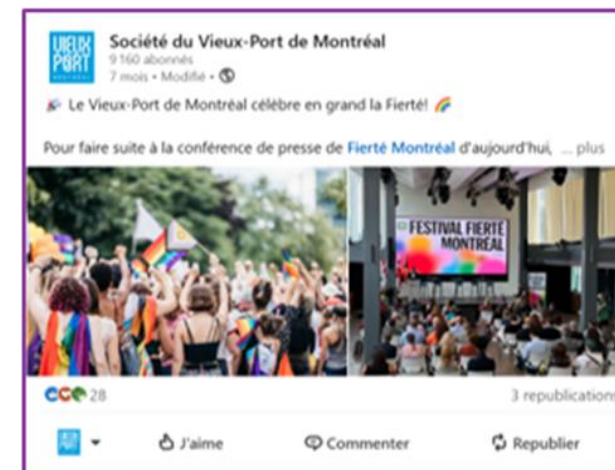 VIEUX
PORT
MONTRÉAL
Société du Vieux-Port de Montréal
9 160 abonnés
7 mois • Modifié •
Le Vieux-Port de Montréal célèbre en grand la Fierté!
Pour faire suite à la conférence de presse de Fierté Montréal d'aujourd'hui, ... plus
FESTIVAL FIERTÉ
MONTRÉAL
28
3 republications
J'aime
Commenter
Republier